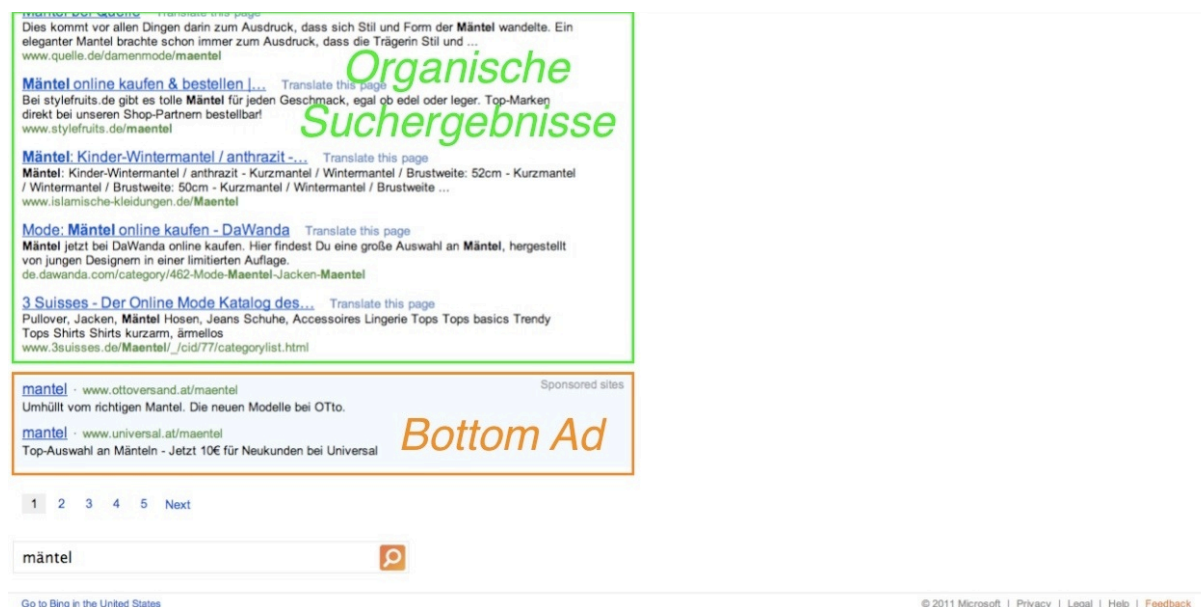 Mäntel bei Quelle Translate this page
Dies kommt vor allen Dingen darin zum Ausdruck, dass sich Stil und Form der Mäntel wandelte. Ein
eleganter Mantel brachte schon immer zum Ausdruck, dass die Trägerin Stil und ...
www.quelle.de/damenmode/maentel
Organische
Suchergebnisse
Mäntel online kaufen & bestellen |... Translate this page
Bei stylefruits.de gibt es tolle Mäntel für jeden Geschmack, egal ob edel oder leger. Top-Marken
direkt bei unseren Shop-Partnern bestellbar!
www.stylefruits.de/maentel
Mäntel: Kinder-Wintermantel / anthrazit -... Translate this page
Mäntel: Kinder-Wintermantel / anthrazit - Kurzmantel / Wintermantel / Brustweite: 52cm - Kurzmantel
/ Wintermantel / Brustweite: 50cm - Kurzmantel / Wintermantel / Brustweite ...
www.islamische-kleidungen.de/Maentel
Mode: Mäntel online kaufen - DaWanda Translate this page
Mäntel jetzt bei DaWanda online kaufen. Hier findest Du eine große Auswahl an Mäntel, hergestellt
von jungen Designern in einer limitierten Auflage.
de.dawanda.com/category/462-Mode-Maentel-Jacken-Maentel
3 Suisses - Der Online Mode Katalog des... Translate this page
Pullover, Jacken, Mäntel Hosen, Jeans Schuhe, Accessoires Lingerie Tops Tops basics Trendy
Tops Shirts Shirts kurzarm, ärmellos
www.3suisses.de/Maentel/_/cid/77/categorylist.html
mantel · www.ottoversand.at/maentel Sponsored sites
Umhüllt vom richtigen Mantel. Die neuen Modelle bei OTto.
mantel · www.universal.at/maentel
Top-Auswahl an Mänteln - Jetzt 10€ für Neukunden bei Universal
Bottom Ad
1 2 3 4 5 Next
mäntel
Go to Bing in the United States © 2011 Microsoft | Privacy | Legal | Help | Feedback